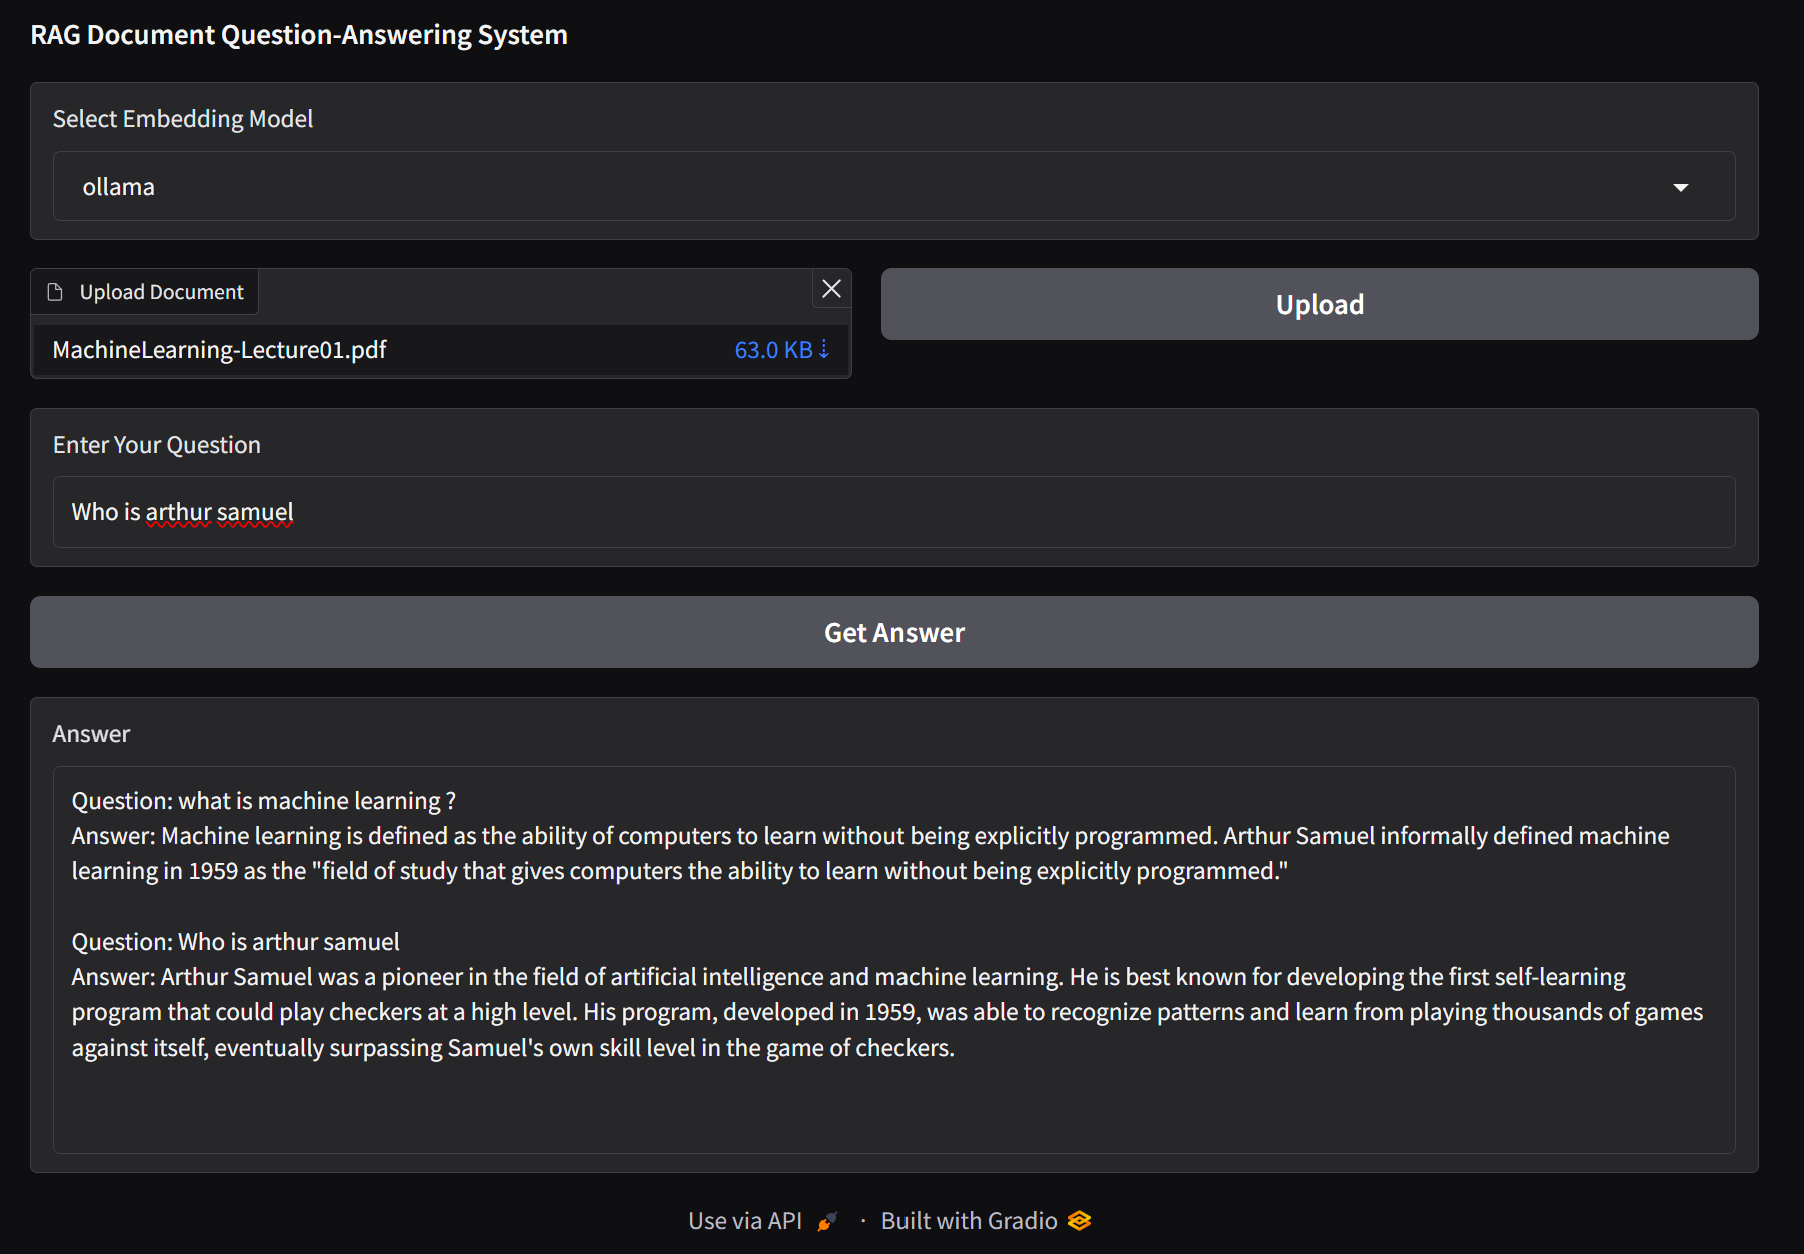 RAG Document Question-Answering System
Select Embedding Model
ollama
Upload Document
MachineLearning-Lecture01.pdf 63.0 KB ⇣
Upload
Enter Your Question
Who is arthur samuel
Get Answer
Answer
Question: what is machine learning ?
Answer: Machine learning is defined as the ability of computers to learn without being explicitly programmed. Arthur Samuel informally defined machine
learning in 1959 as the "field of study that gives computers the ability to learn without being explicitly programmed."
Question: Who is arthur samuel
Answer: Arthur Samuel was a pioneer in the field of artificial intelligence and machine learning. He is best known for developing the first self-learning
program that could play checkers at a high level. His program, developed in 1959, was able to recognize patterns and learn from playing thousands of games
against itself, eventually surpassing Samuel's own skill level in the game of checkers.
Use via API · Built with Gradio